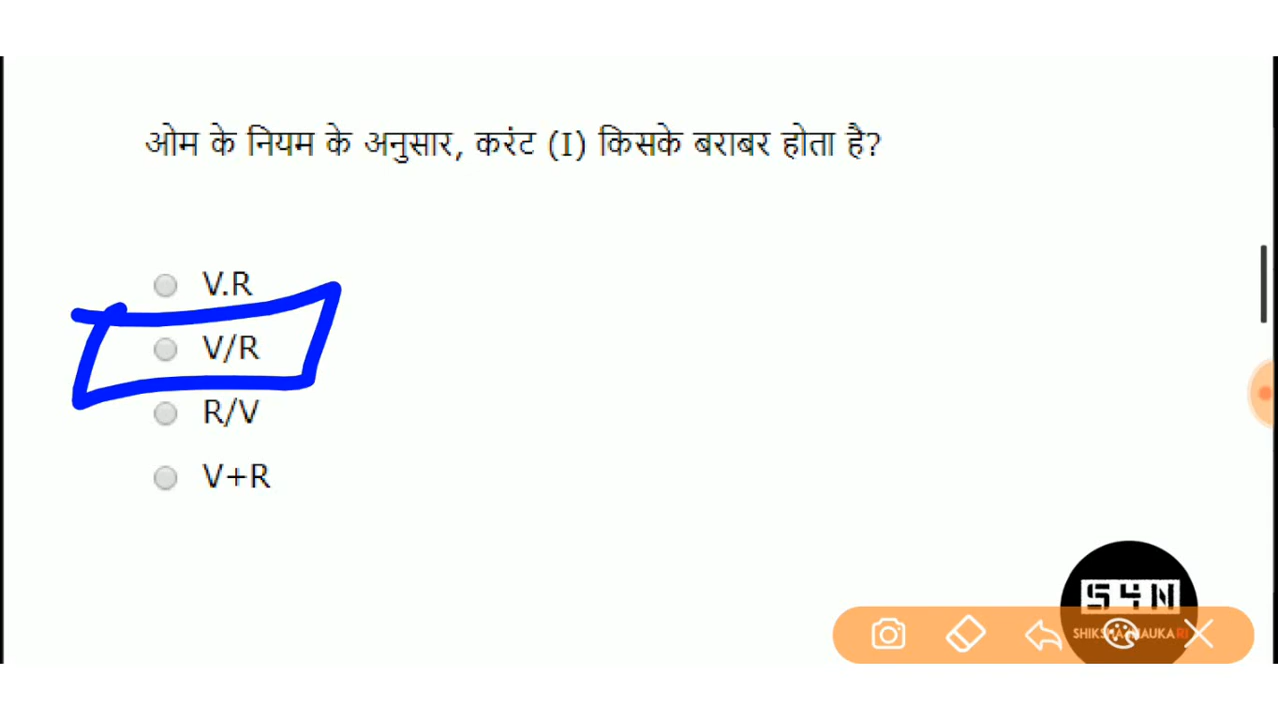 ओम के नियम के अनुसार, करंट (I) किसके बराबर होता है?
V.R
V/R
R/V
V+R
S4N